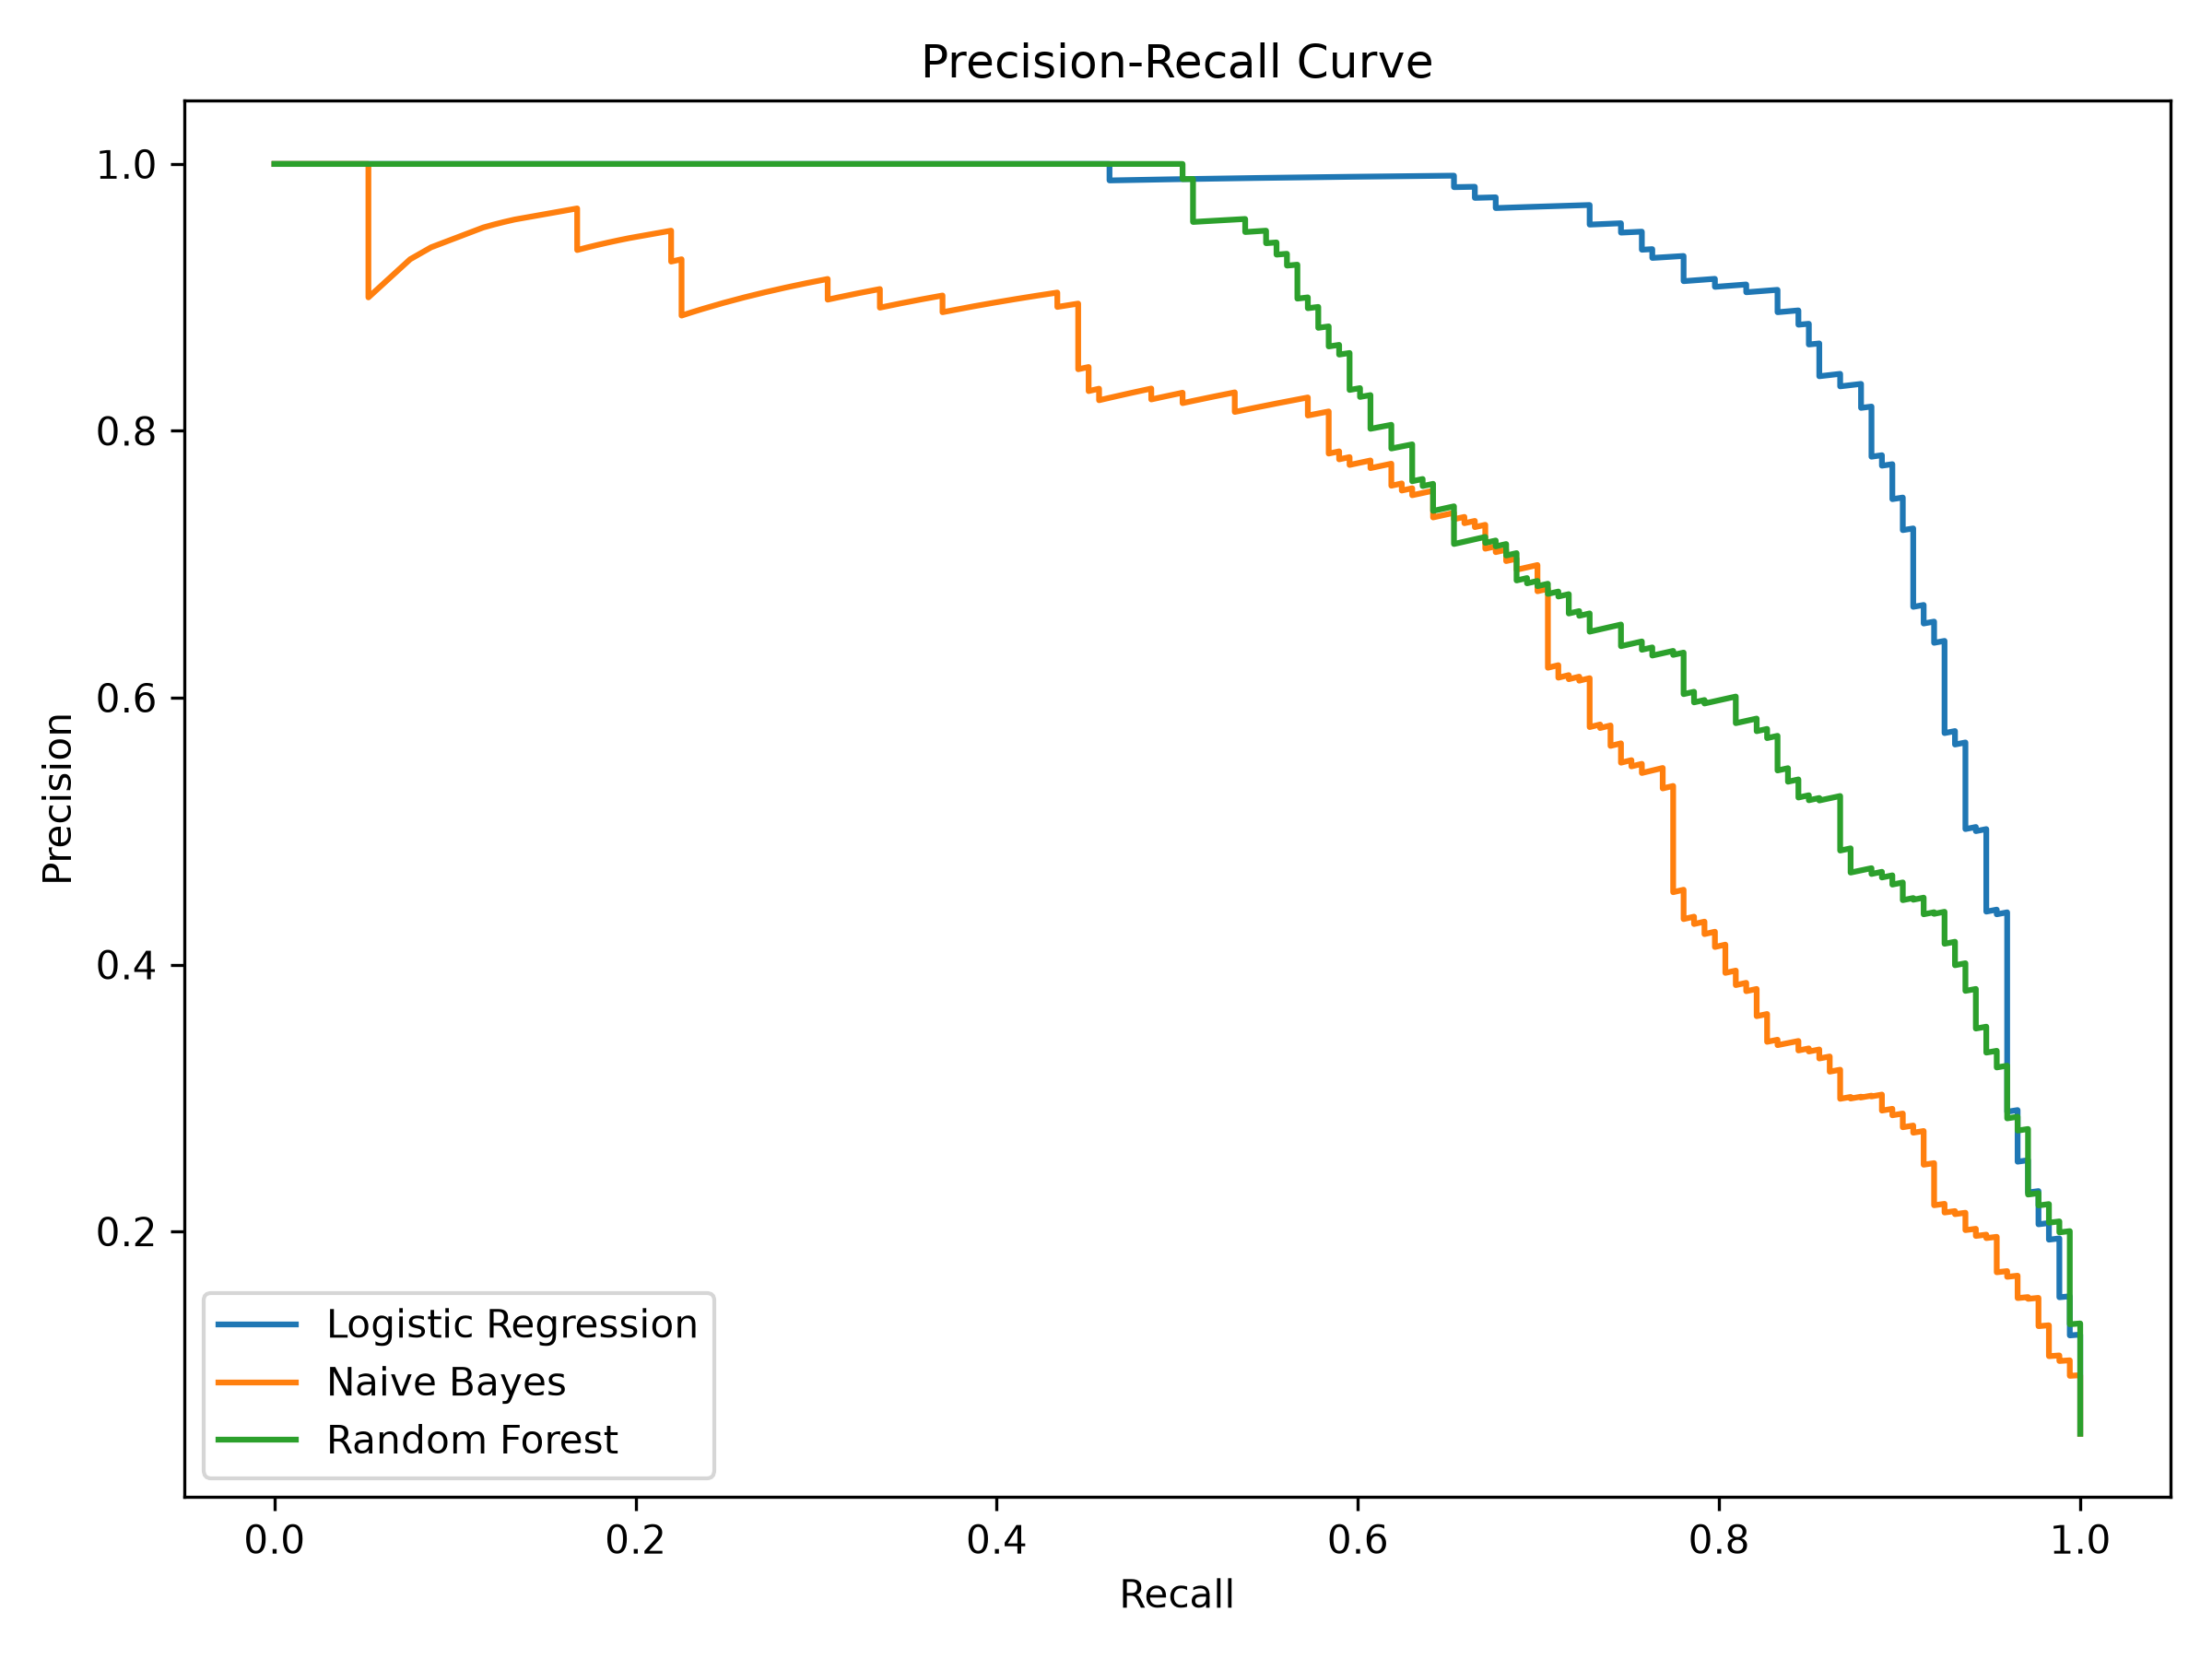 Precision-Recall Curve
1.0
0.8
0.6
0.4
0.2
Precision
0.0 0.2 0.4 0.6 0.8 1.0
Recall
Logistic Regression
Naive Bayes
Random Forest